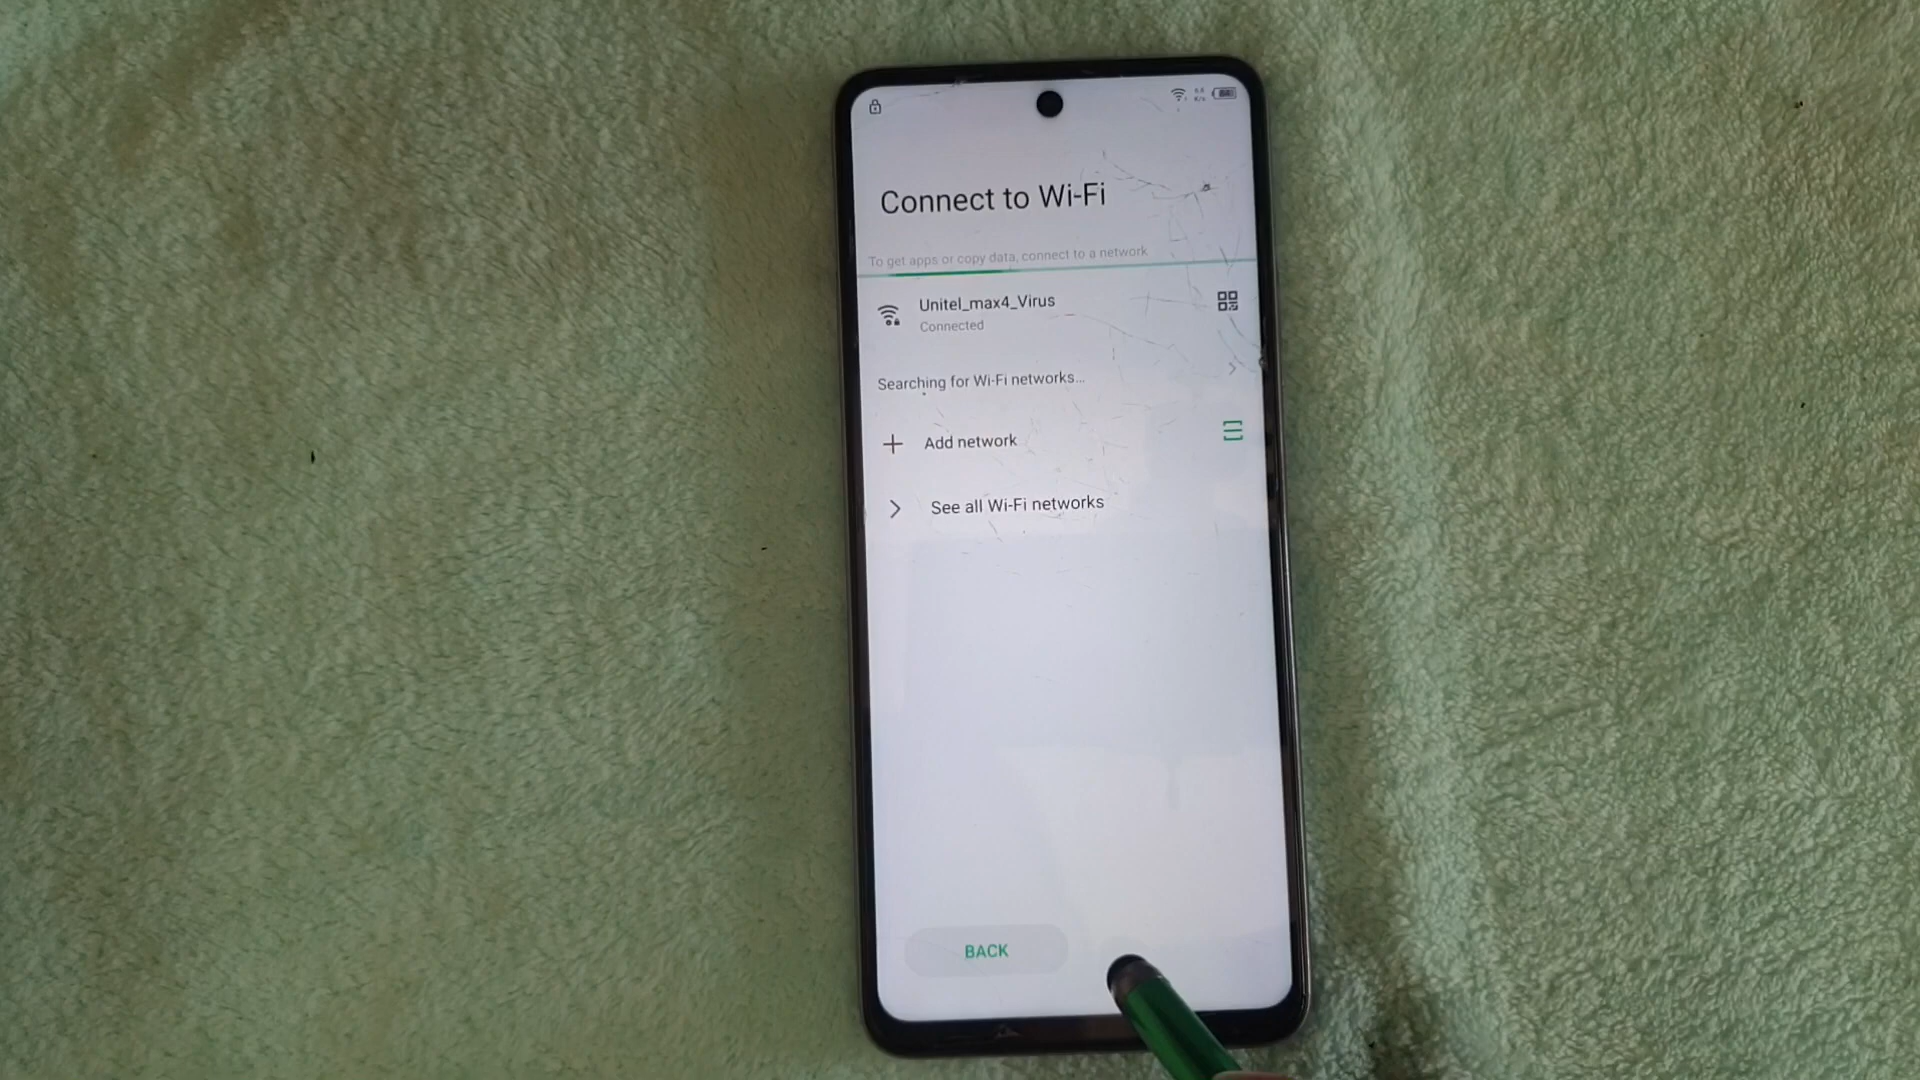 Connect to Wi-Fi
To get apps or copy data, connect to a network
Unitel_max4_Virus
Connected
Searching for Wi-Fi networks...
Add network
See all Wi-Fi networks
BACK